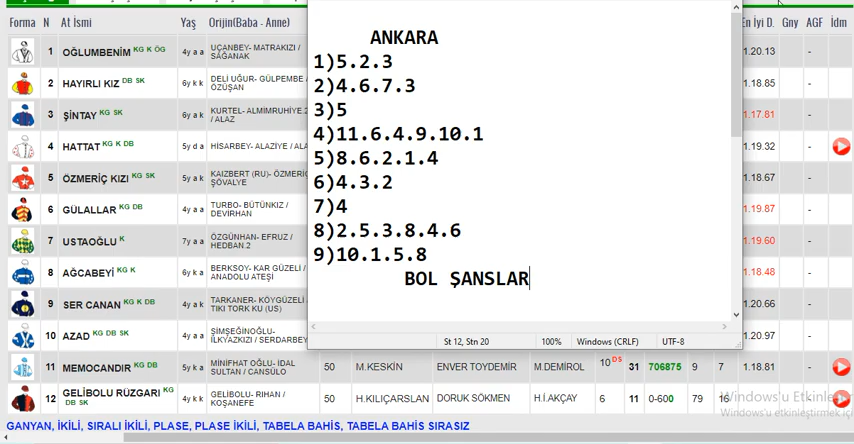 Forma N At İsmi Yaş Orijin(Baba - Anne) En İyi D. Gny AGF İdm
1 OĞLUMBENİM KG K ÖG 4y a a UÇANBEY- MATRAKIZI / SAĞANAK 1.20.13 -
2 HAYIRLI KIZ DB SK 6y k k DELİ UĞUR- GÜLPEMBE / ÖZÜŞAN 1.18.85 -
3 ŞİNTAY KG SK 6y k a KURTEL- ALMİMRUHİYE.2 / ALAZ 1.17.81 -
4 HATTAT KG K DB 5y d a HİSARBEY- ALAZİYE / ALA 1.19.32 -
5 ÖZMERİÇ KIZI KG SK 5y a k KAIZBERT (RU)- ÖZMERİÇ / ŞÖVALYE 1.18.67 -
6 GÜLALLAR KG DB 4y a a TURBO- BÜTÜNKIZ / DEVİRHAN 1.19.87 -
7 USTAOĞLU K 7y a a ÖZGÜNHAN- EFRUZ / HEDBAN.2 1.19.60 -
8 AĞCABEYİ KG K 6y k a BERKSOY- KAR GÜZELİ / ANADOLU ATEŞİ 1.18.48 -
9 SER CANAN KG K DB 4y a k TARKANER- KÖYGÜZELİ / TIKI TORK KU (US) 1.20.66 -
10 AZAD KG DB SK 4y d a ŞİMŞEĞİNOĞLU- İLKYAZKIZI / SERDARBEY 1.20.97 -
11 MEMOCANDIR KG DB 5y k a MİNİFHAT OĞLU- İDAL SULTAN / CANSÜLO 50 M.KESKİN ENVER TOYDEMİR M.DEMİROL 10 DS 31 706875 9 7 1.18.81 -
12 GELİBOLU RÜZGARI KG DB SK 4y k k GELİBOLU- RIHAN / KOŞANEFE 50 H.KILIÇARSLAN DORUK SÖKMEN H.İ.AKÇAY 6 11 0-600 79 16
GANYAN, İKİLİ, SIRALI İKİLİ, PLASE, PLASE İKİLİ, TABELA BAHİS, TABELA BAHİS SIRASIZ
ANKARA
1)5.2.3
2)4.6.7.3
3)5
4)11.6.4.9.10.1
5)8.6.2.1.4
6)4.3.2
7)4
8)2.5.3.8.4.6
9)10.1.5.8
BOL ŞANSLAR
St 12, Stn 20 100% Windows (CRLF) UTF-8
Windows'u Etkinleştir
Windows'u etkinleştirmek içi